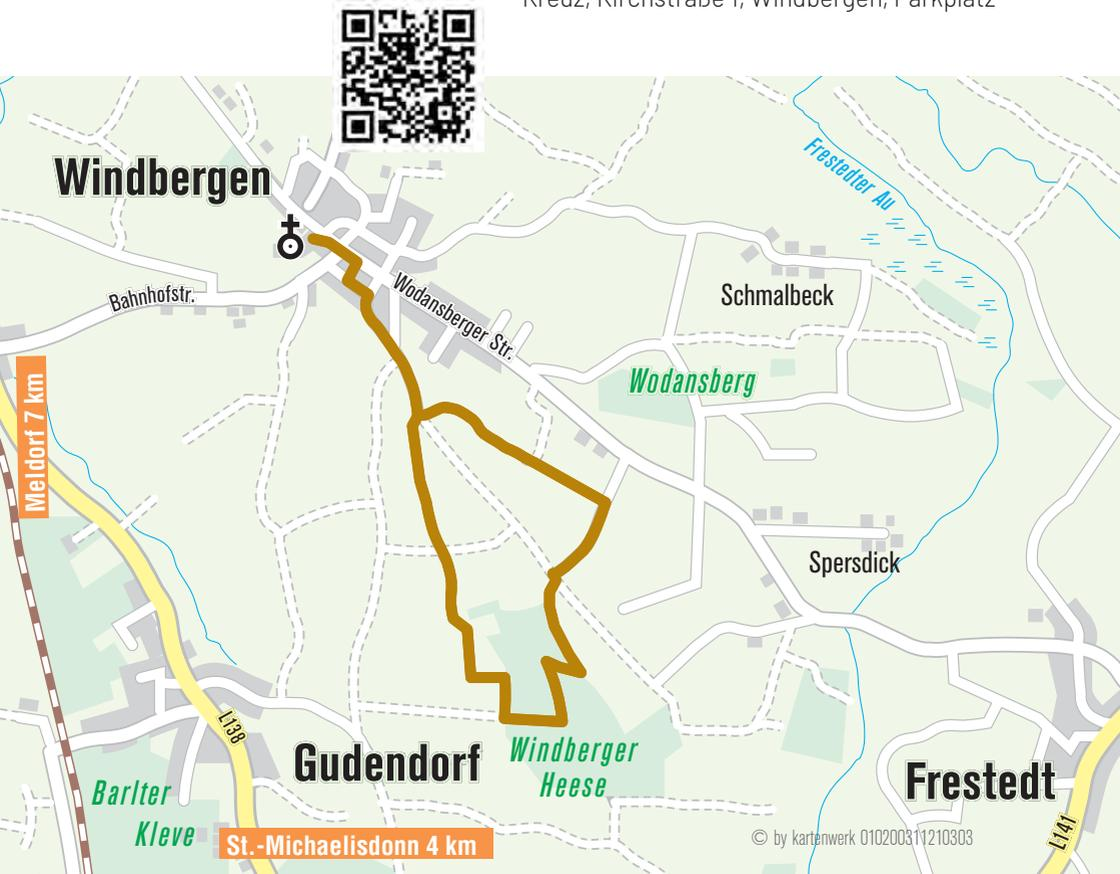 Kreuz, Kirchstraße 1, Windbergen, Parkplatz
Windbergen
Frestedter Au
Bahnhofstr.
Wodansberger Str.
Schmalbeck
Wodansberg
Meldorf 7 km
Spersdick
L138
Gudendorf
Windberger
Heese
Frestedt
Barlter
Kleve
St.-Michaelisdonn 4 km
© by kartenwerk 010200311210303
L141